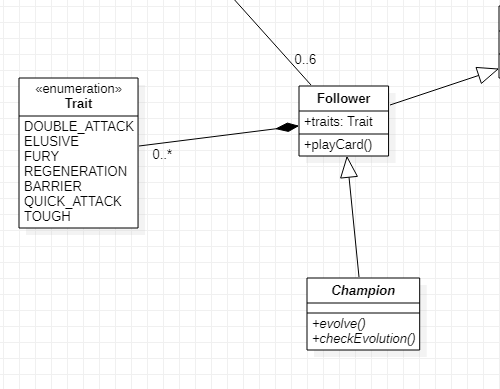 0..6
«enumeration»
Trait
DOUBLE_ATTACK
ELUSIVE
FURY
REGENERATION
BARRIER
QUICK_ATTACK
TOUGH
0..*
Follower
+traits: Trait
+playCard()
Champion
+evolve()
+checkEvolution()